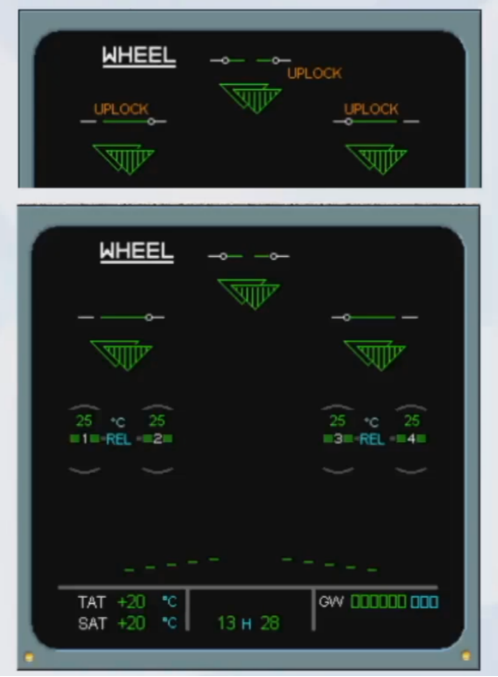 WHEEL
UPLOCK
UPLOCK UPLOCK
WHEEL
25 °C 25 25 °C 25
1 REL 2 3 REL 4
TAT +20 °C GW
SAT +20 °C 13 H 28